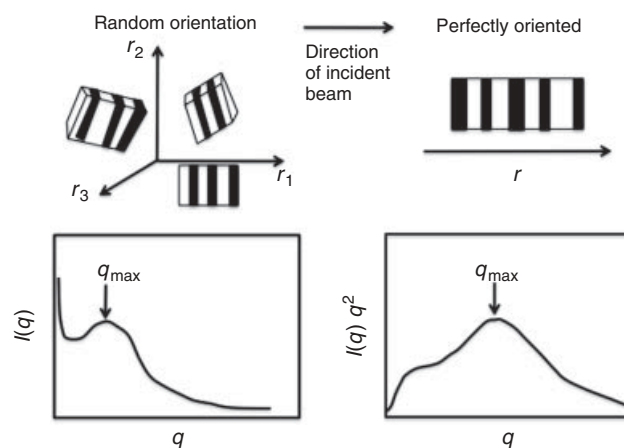 Random orientation
Direction
of incident
beam
Perfectly oriented
r2
r3
r1
r
qmax
I(q)
q
qmax
I(q) q²
q